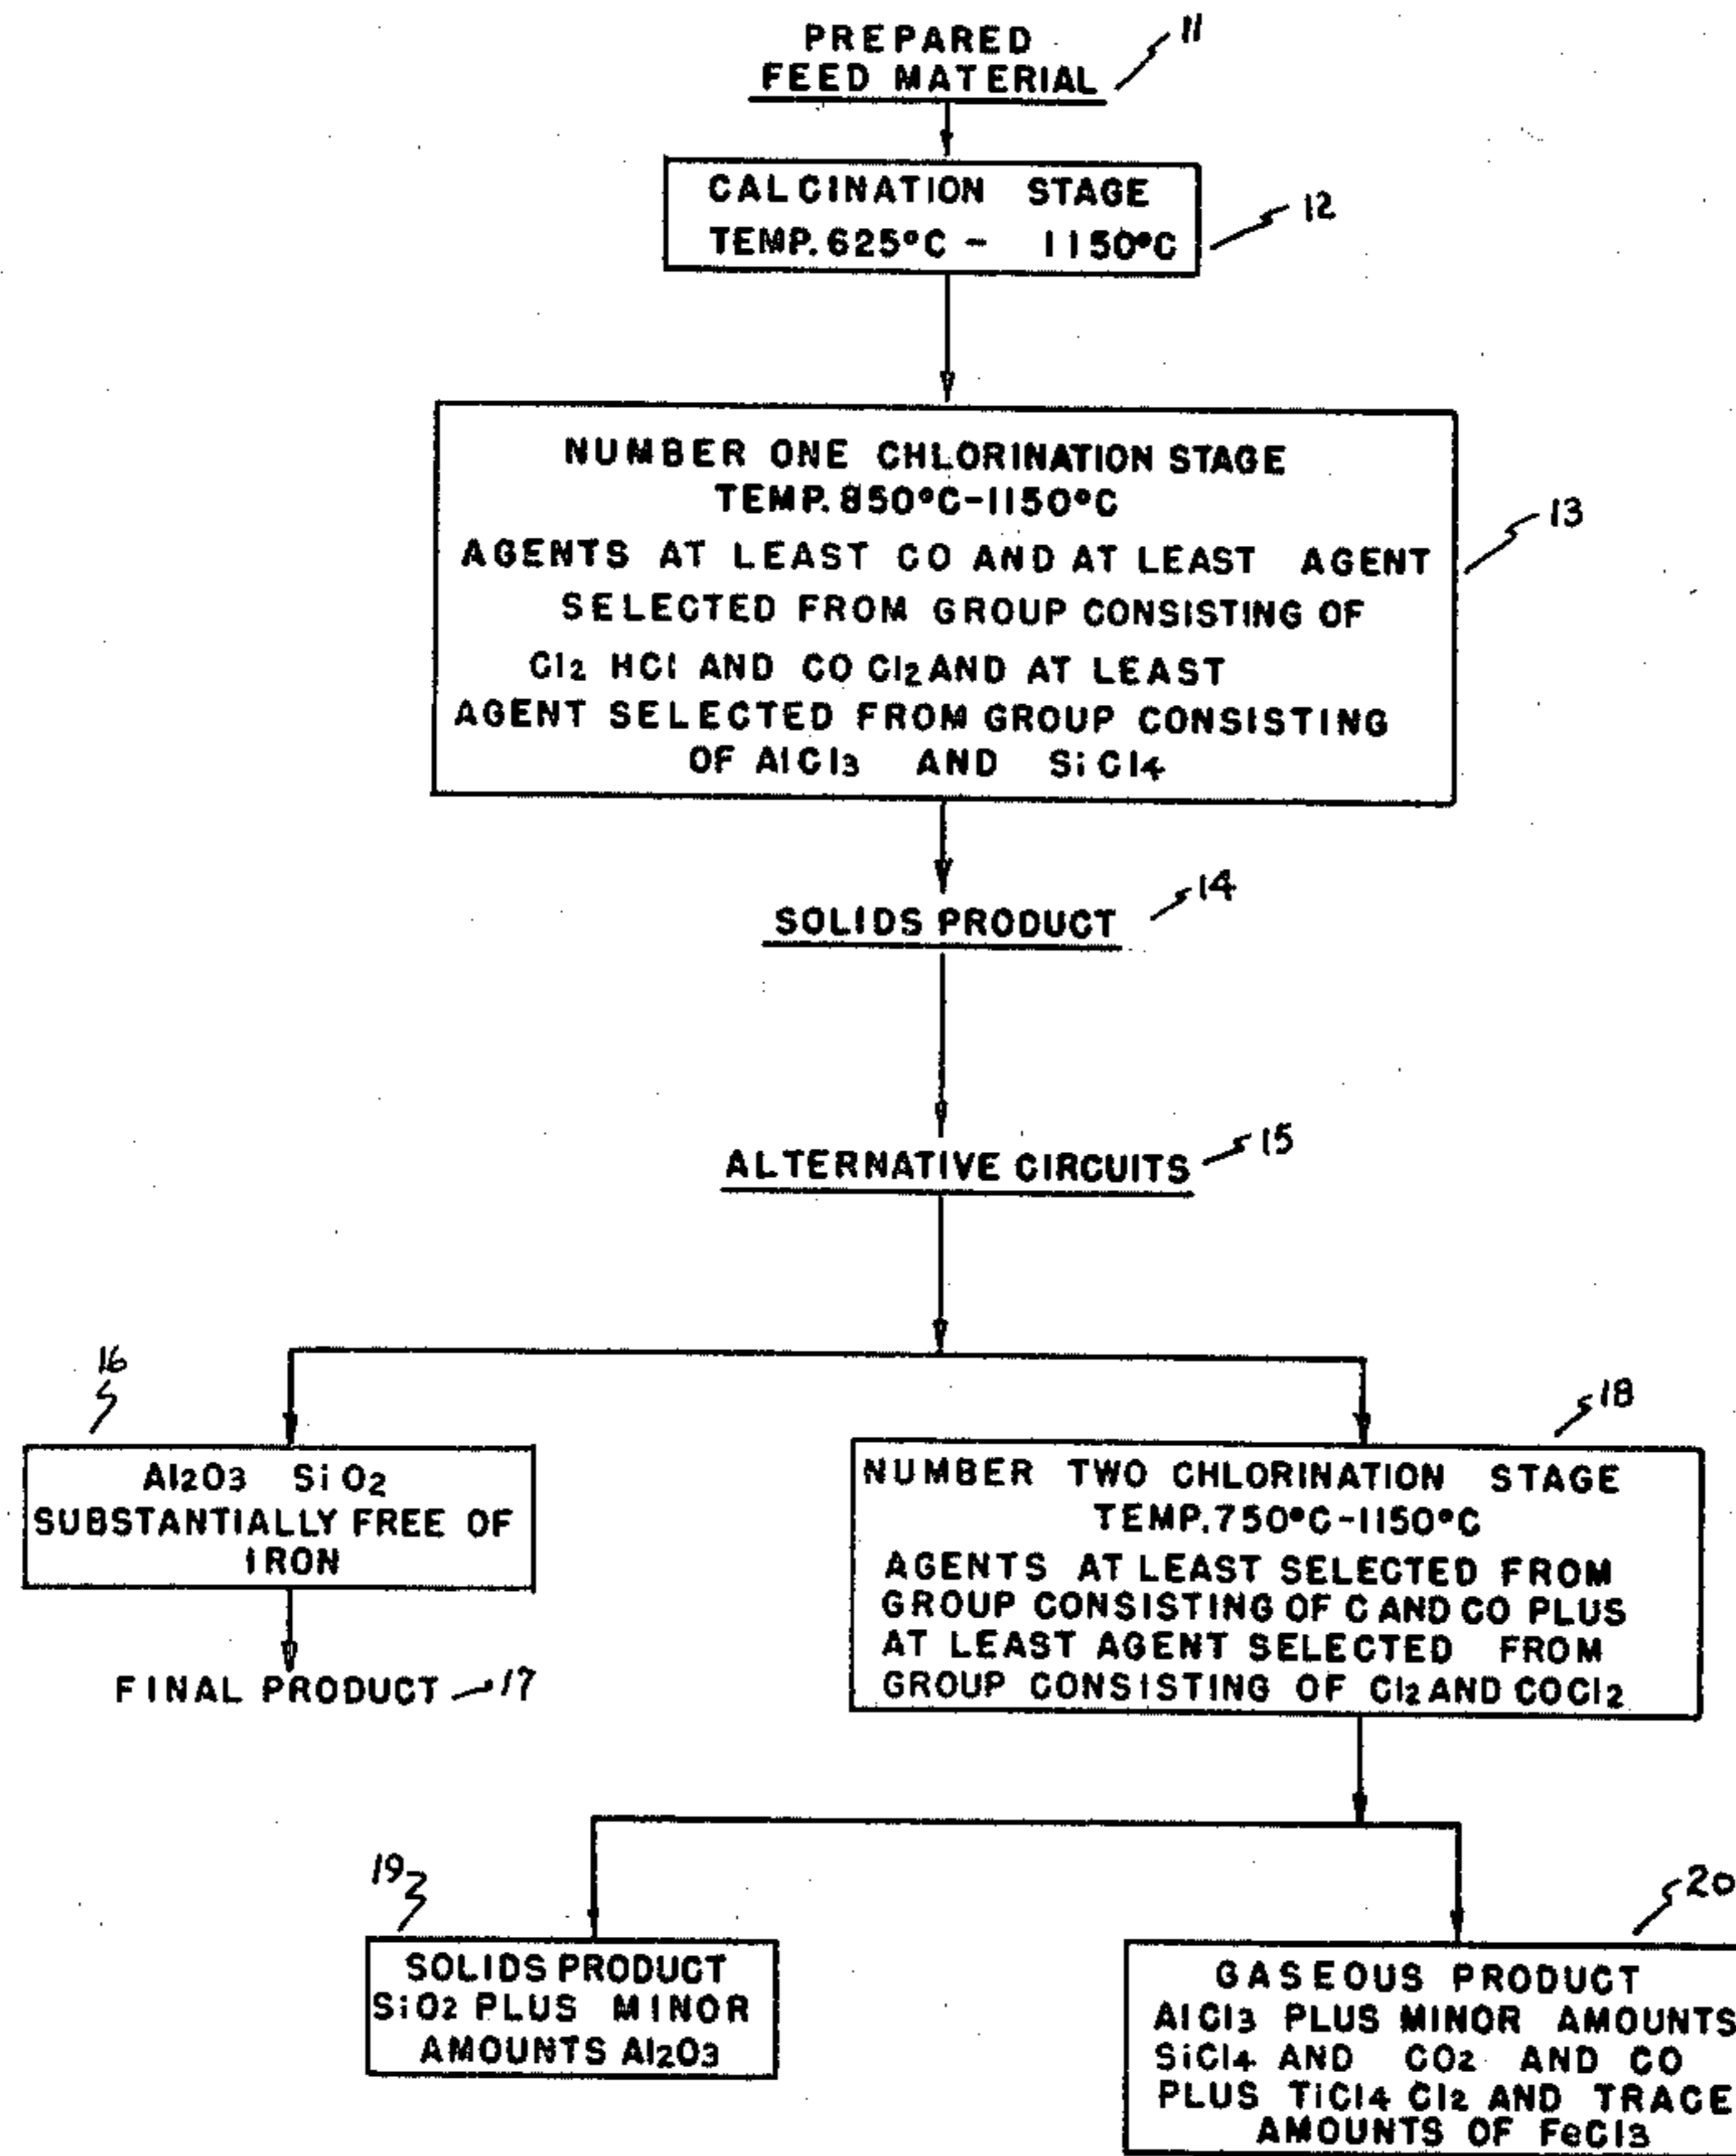 PREPARED
FEED MATERIAL
11
CALCINATION STAGE
TEMP. 625°C - 1150°C
12
NUMBER ONE CHLORINATION STAGE
TEMP. 850°C-1150°C
AGENTS AT LEAST CO AND AT LEAST AGENT
SELECTED FROM GROUP CONSISTING OF
Cl2 HCl AND CO Cl2 AND AT LEAST
AGENT SELECTED FROM GROUP CONSISTING
OF AlCl3 AND SiCl4
13
SOLIDS PRODUCT
14
ALTERNATIVE CIRCUITS
15
16
Al2O3 SiO2
SUBSTANTIALLY FREE OF
IRON
FINAL PRODUCT
17
18
NUMBER TWO CHLORINATION STAGE
TEMP. 750°C-1150°C
AGENTS AT LEAST SELECTED FROM
GROUP CONSISTING OF C AND CO PLUS
AT LEAST AGENT SELECTED FROM
GROUP CONSISTING OF Cl2 AND COCl2
19
SOLIDS PRODUCT
SiO2 PLUS MINOR
AMOUNTS Al2O3
20
GASEOUS PRODUCT
AlCl3 PLUS MINOR AMOUNTS
SiCl4 AND CO2 AND CO
PLUS TiCl4 Cl2 AND TRACE
AMOUNTS OF FeCl3